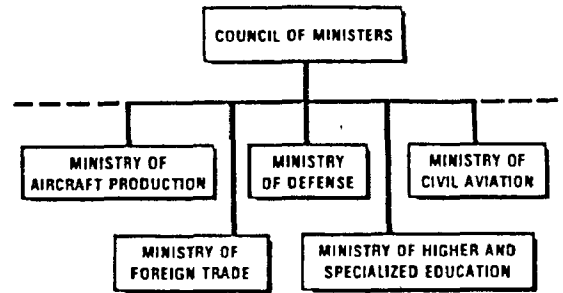 COUNCIL OF MINISTERS
MINISTRY OF
AIRCRAFT PRODUCTION
MINISTRY
OF DEFENSE
MINISTRY OF
CIVIL AVIATION
MINISTRY OF
FOREIGN TRADE
MINISTRY OF HIGHER AND
SPECIALIZED EDUCATION